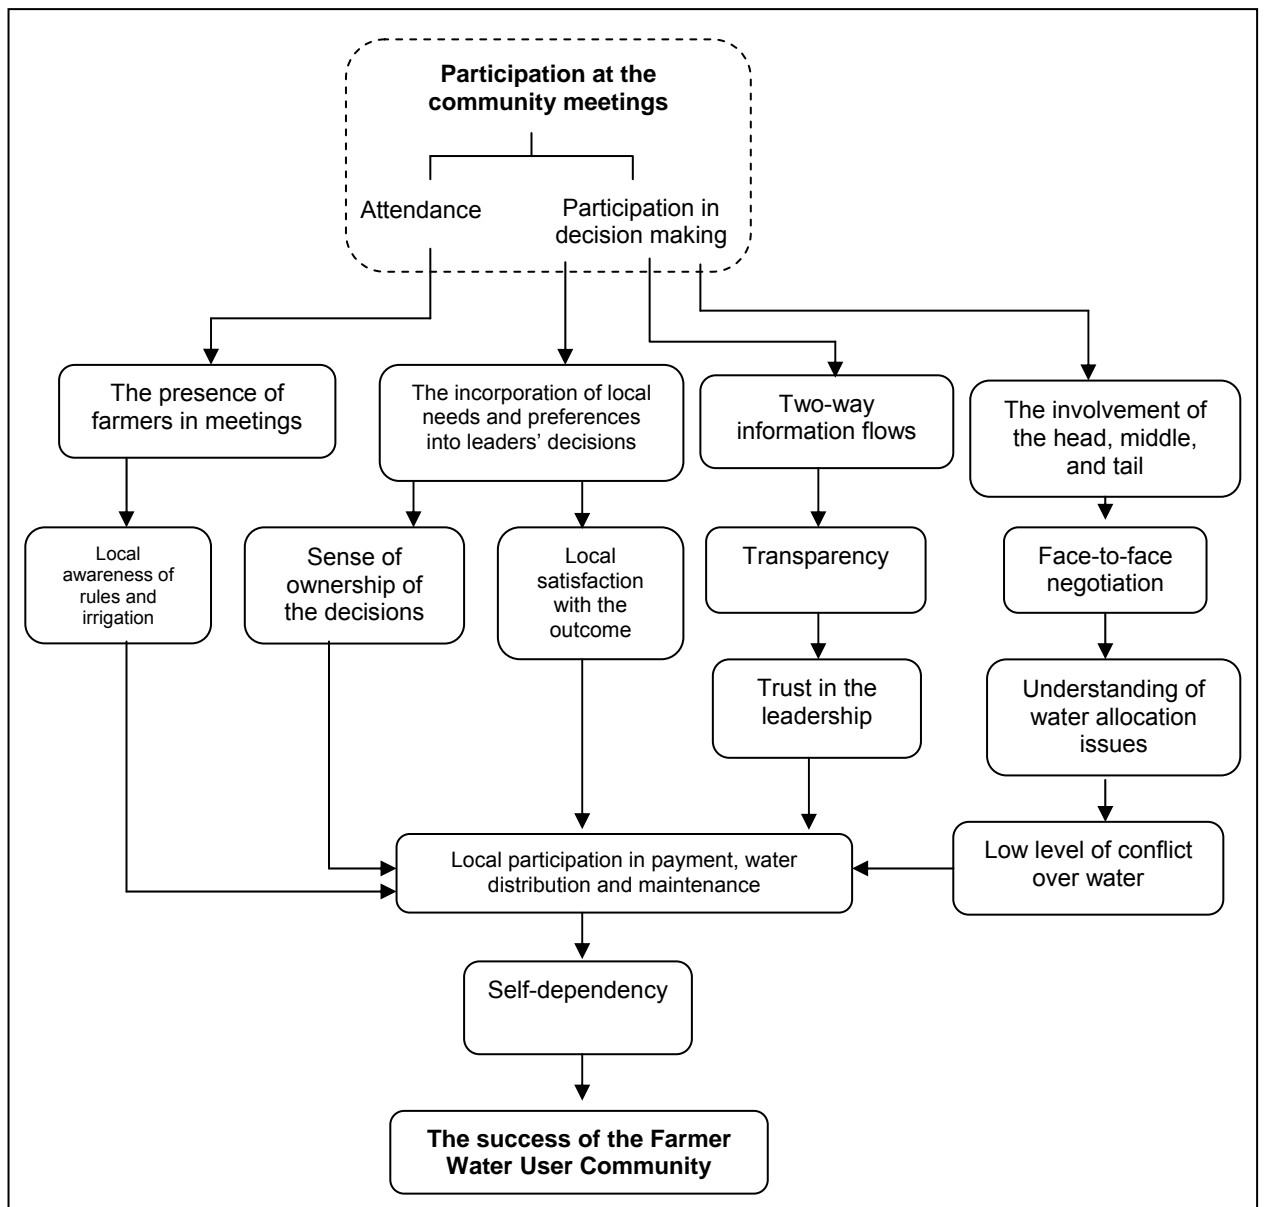 Participation at the
community meetings
Attendance
Participation in
decision making
The presence of
farmers in meetings
The incorporation of local
needs and preferences
into leaders’ decisions
Two-way
information flows
The involvement of
the head, middle,
and tail
Local
awareness of
rules and
irrigation
Sense of
ownership of
the decisions
Local
satisfaction
with the
outcome
Transparency
Face-to-face
negotiation
Trust in the
leadership
Understanding of
water allocation
issues
Local participation in payment, water
distribution and maintenance
Low level of conflict
over water
Self-dependency
The success of the Farmer
Water User Community